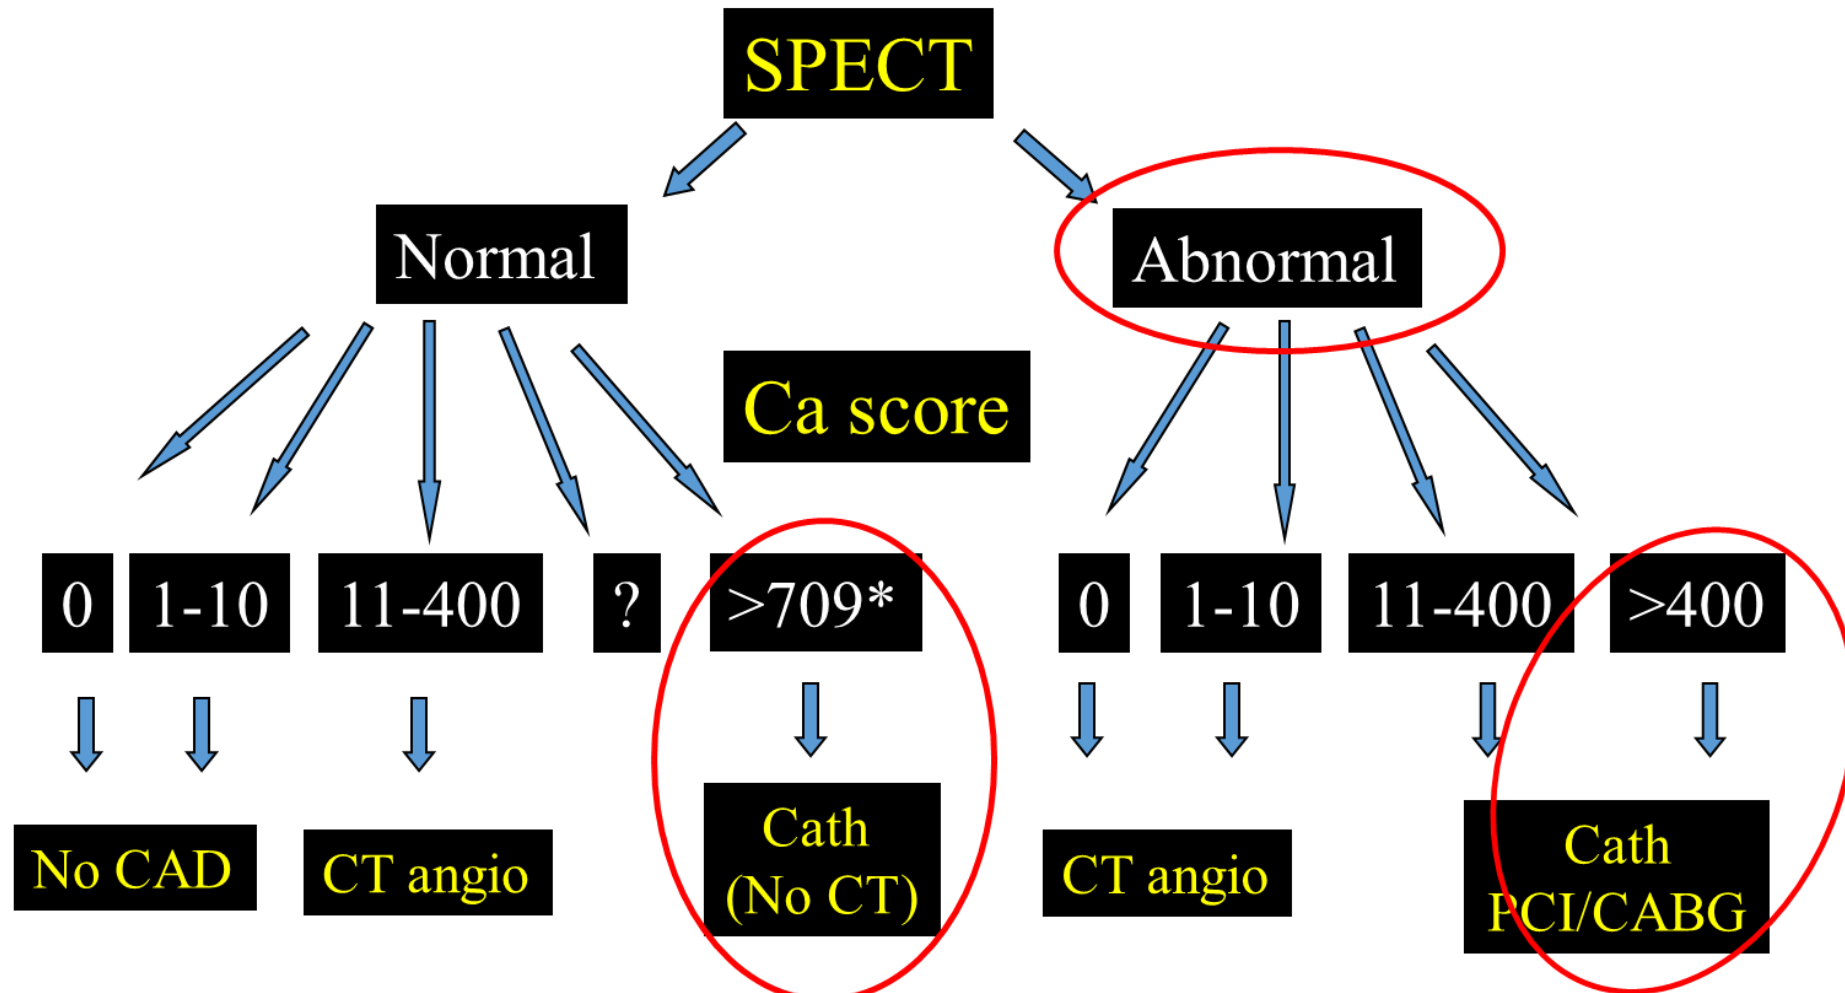 SPECT
Normal
Abnormal
Ca score
0
1-10
11-400
?
>709*
0
1-10
11-400
>400
No CAD
CT angio
Cath
(No CT)
CT angio
Cath
PCI/CABG